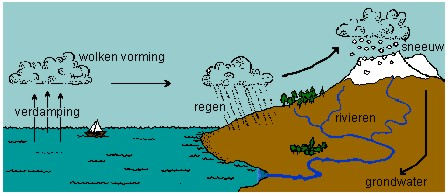 wolken vorming
sneeuw
verdamping
regen
rivieren
grondwater